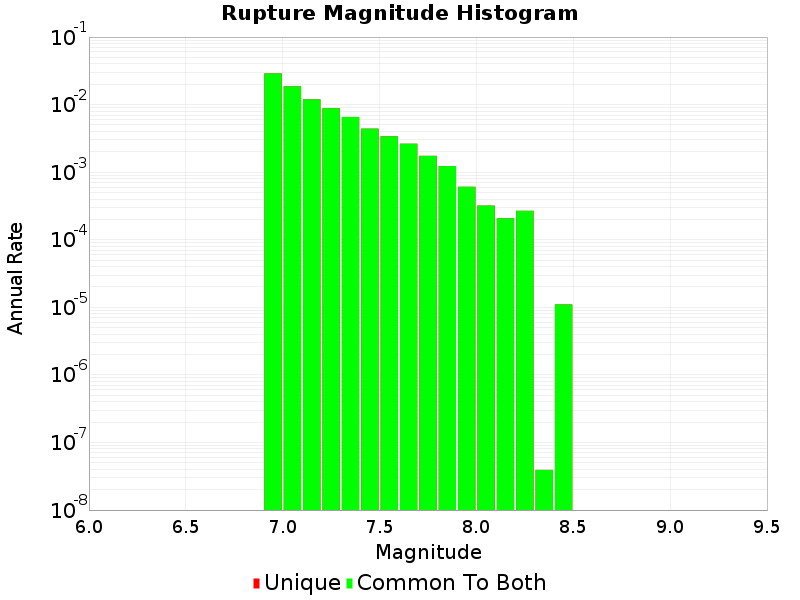 Rupture Magnitude Histogram
Annual Rate
10-1
10-2
10-3
10-4
10-5
10-6
10-7
10-8
6.0 6.5 7.0 7.5 8.0 8.5 9.0 9.5
Magnitude
Unique Common To Both